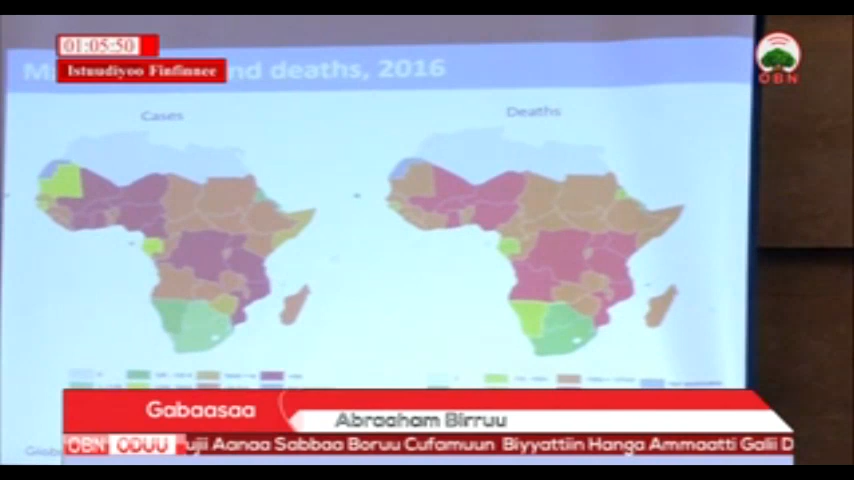 01:05:50
Istuudiyoo Finfinnee
nd deaths, 2016
OBN
Cases
Deaths
Gabaasaa
Abraaham Birruu
OBN ODUU ujii Aanaa Sabbaa Boruu Cufamuun Biyyattiin Hanga Ammaatti Galii D